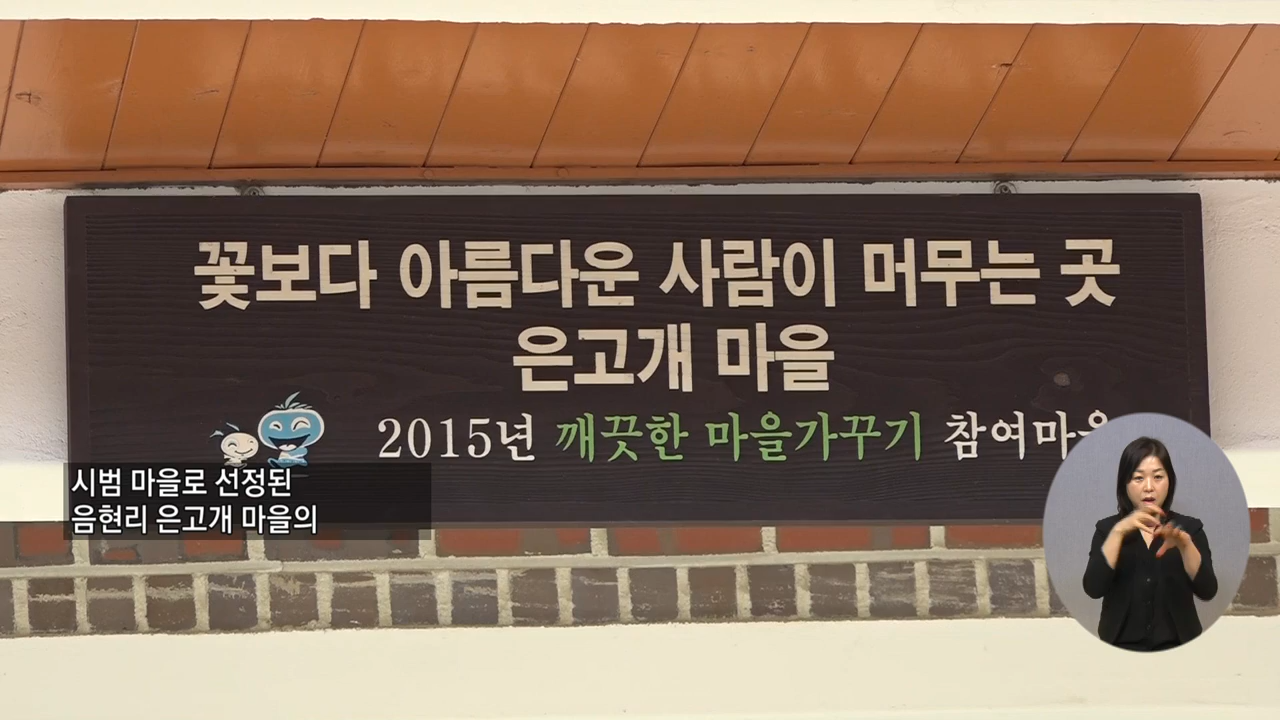 꽃보다 아름다운 사람이 머무는 곳
은고개 마을
2015년 깨끗한 마을가꾸기 참여마을
시범 마을로 선정된
음현리 은고개 마을의